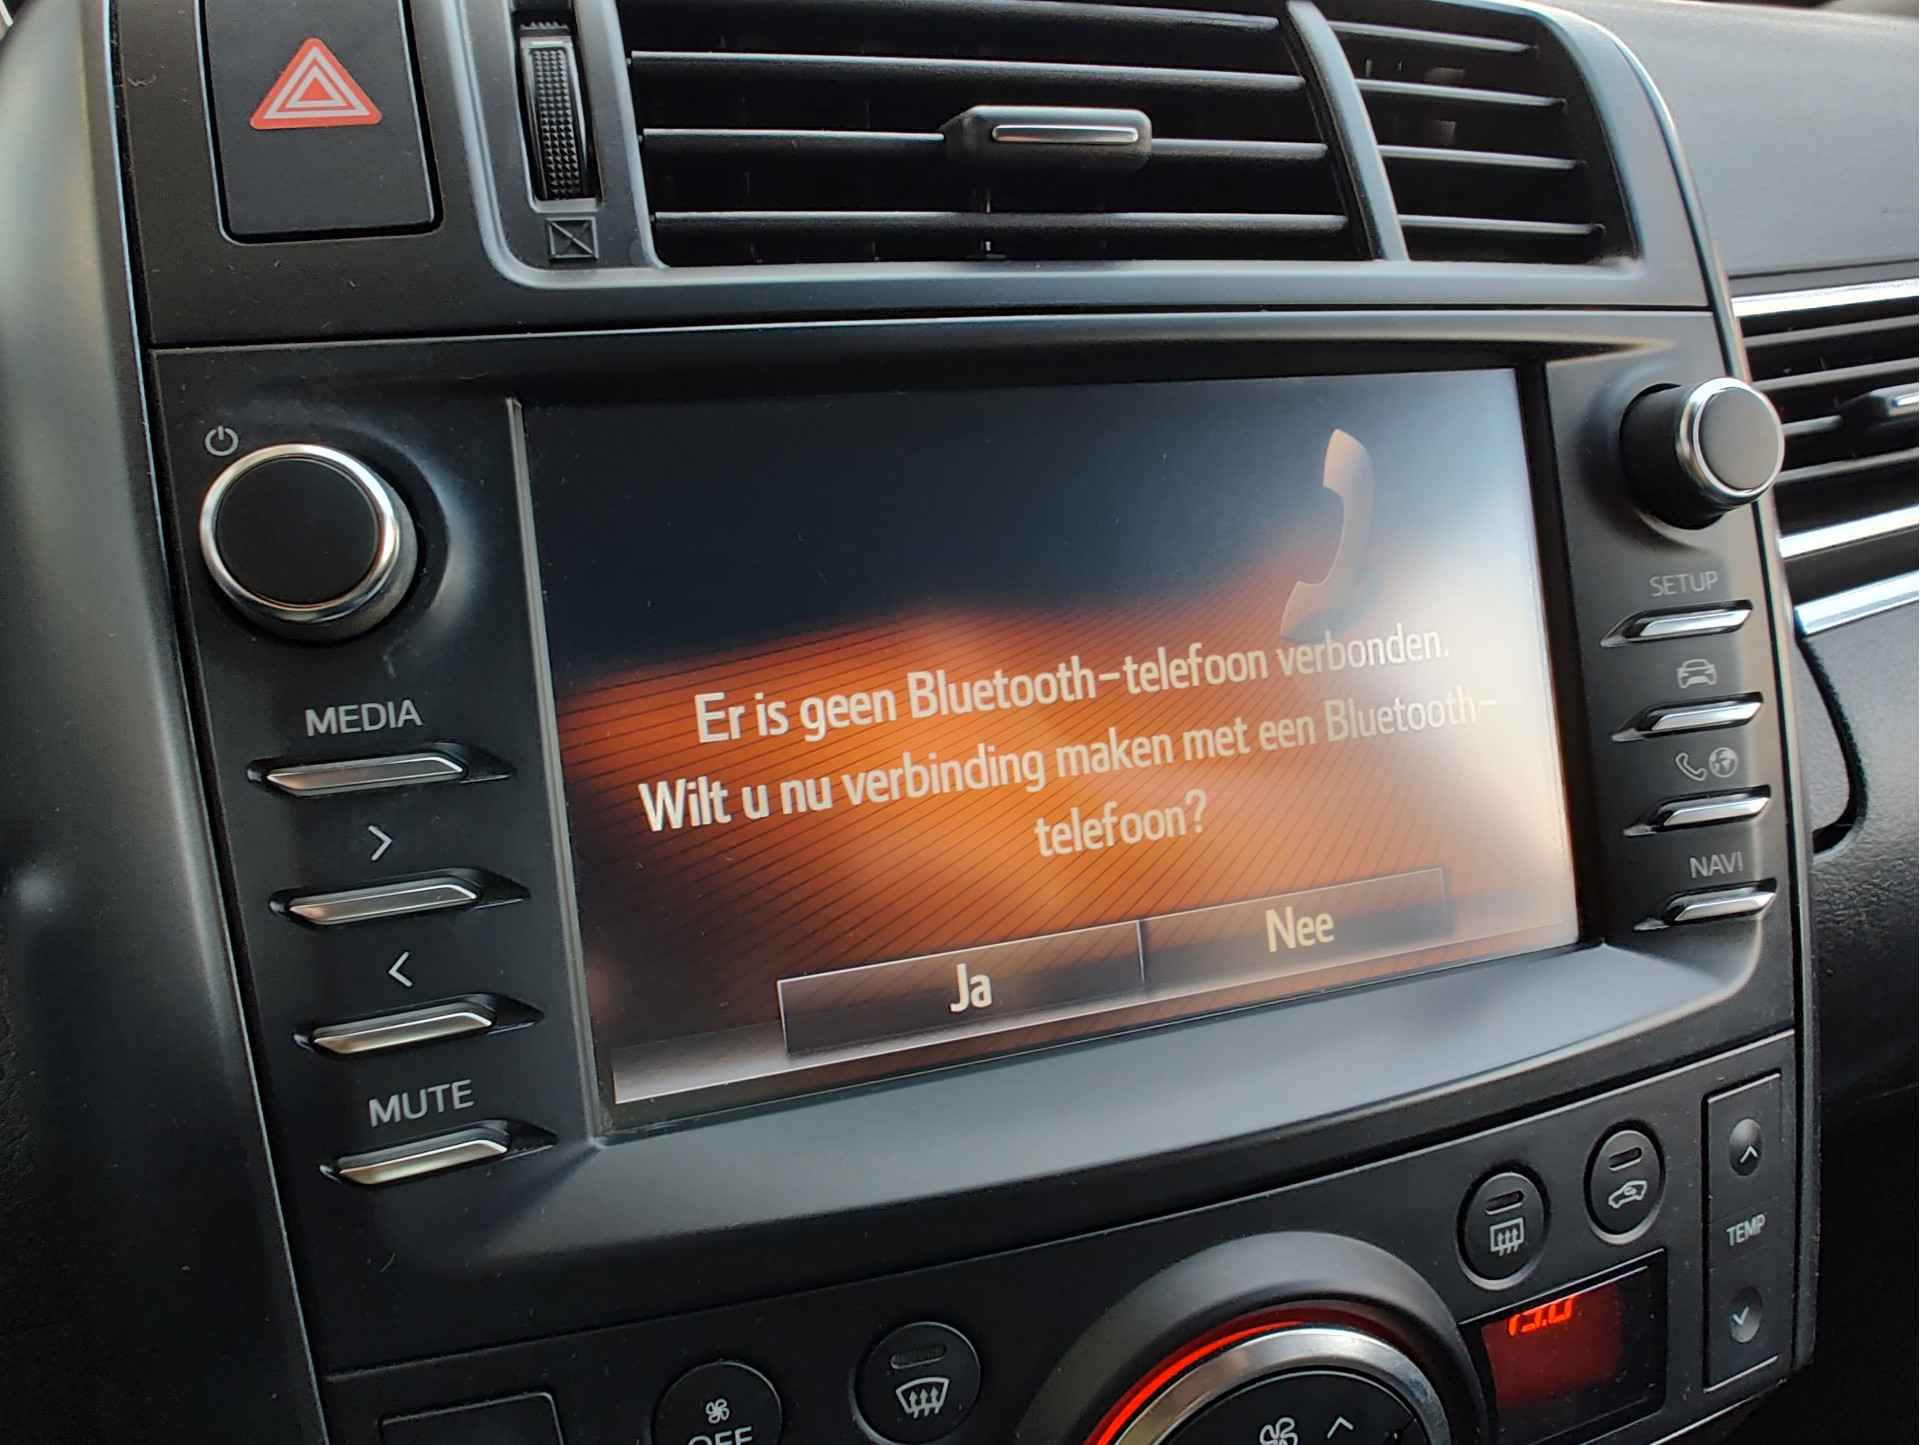 MEDIA
MUTE
Er is geen Bluetooth-telefoon verbonden.
Wilt u nu verbinding maken met een Bluetooth-
telefoon?
Ja
Nee
SETUP
NAVI
TEMP
OFF